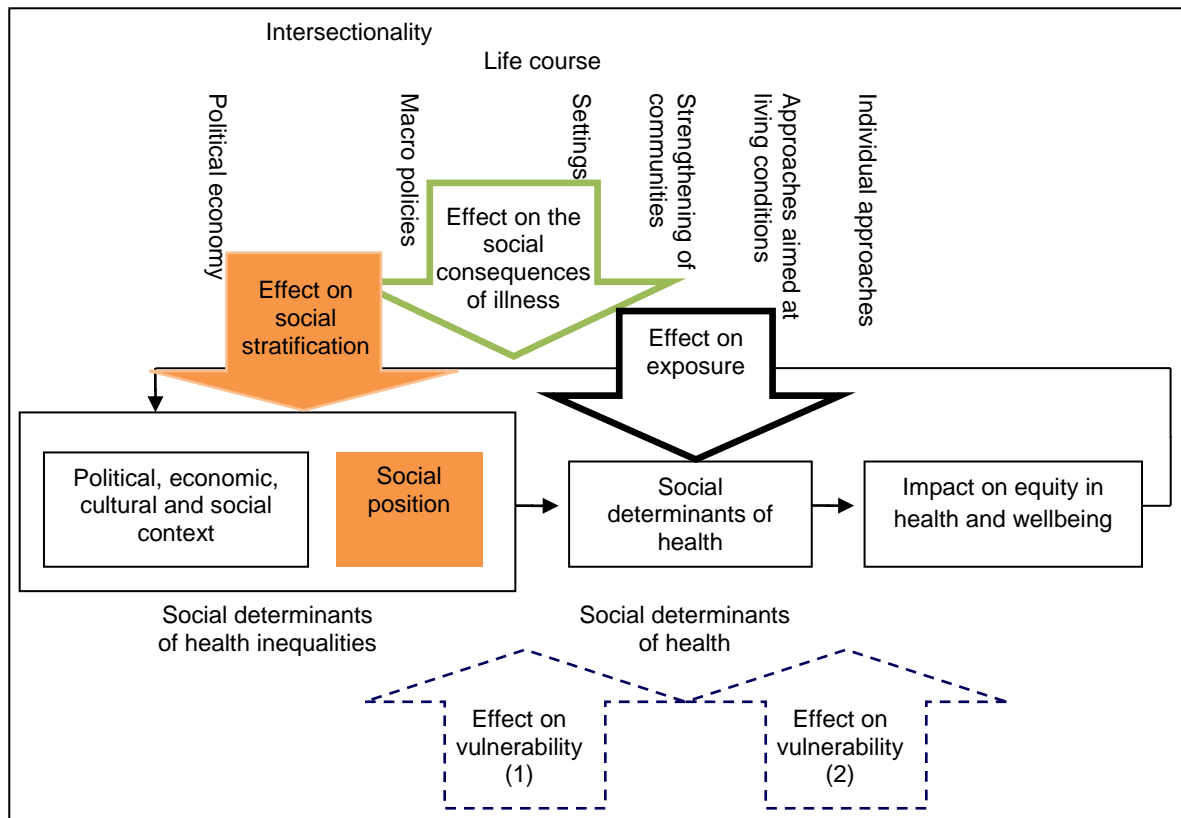 Intersectionality
Life course
Political economy
Macro policies
Settings
Strengthening of
communities
Approaches aimed at
living conditions
Individual approaches
Effect on the
social
consequences
of illness
Effect on
social
stratification
Effect on
exposure
Political, economic,
cultural and social
context
Social
position
Social
determinants of
health
Impact on equity in
health and wellbeing
Social determinants
of health inequalities
Social determinants
of health
Effect on
vulnerability
(1)
Effect on
vulnerability
(2)